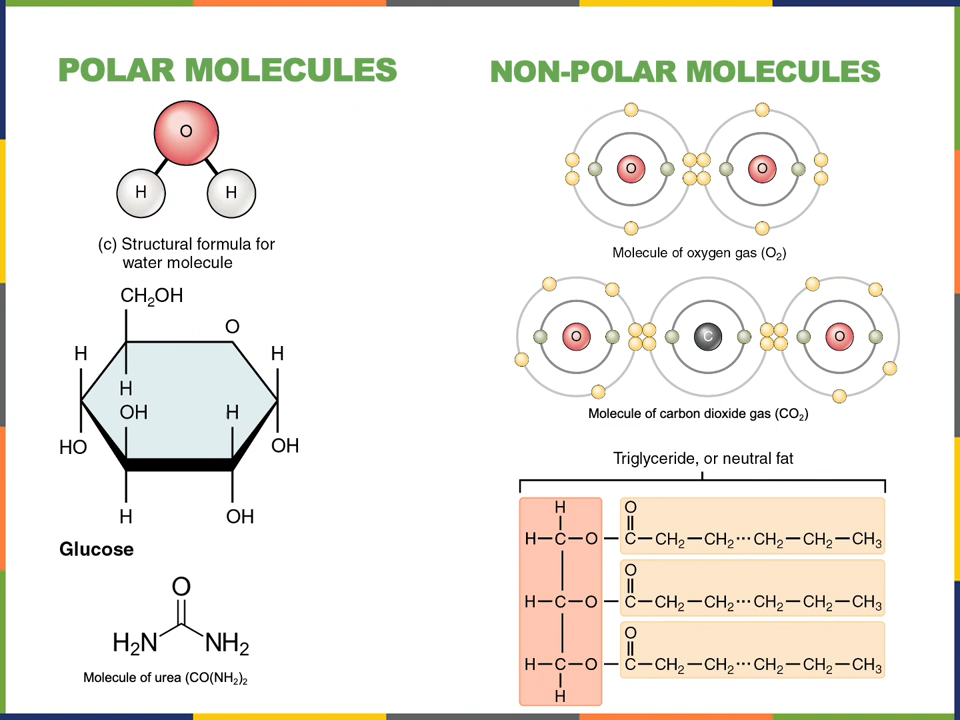 POLAR MOLECULES
O
H H
(c) Structural formula for
water molecule
CH₂OH
O
H H
H
OH H
HO OH
H OH
Glucose
O
H₂N NH₂
Molecule of urea (CO(NH₂)₂
NON-POLAR MOLECULES
O O
Molecule of oxygen gas (O₂)
O C O
Molecule of carbon dioxide gas (CO₂)
Triglyceride, or neutral fat
H O
H—C—O—C—CH₂—CH₂···CH₂—CH₂—CH₃
O
H—C—O—C—CH₂—CH₂···CH₂—CH₂—CH₃
O
H—C—O—C—CH₂—CH₂···CH₂—CH₂—CH₃
H